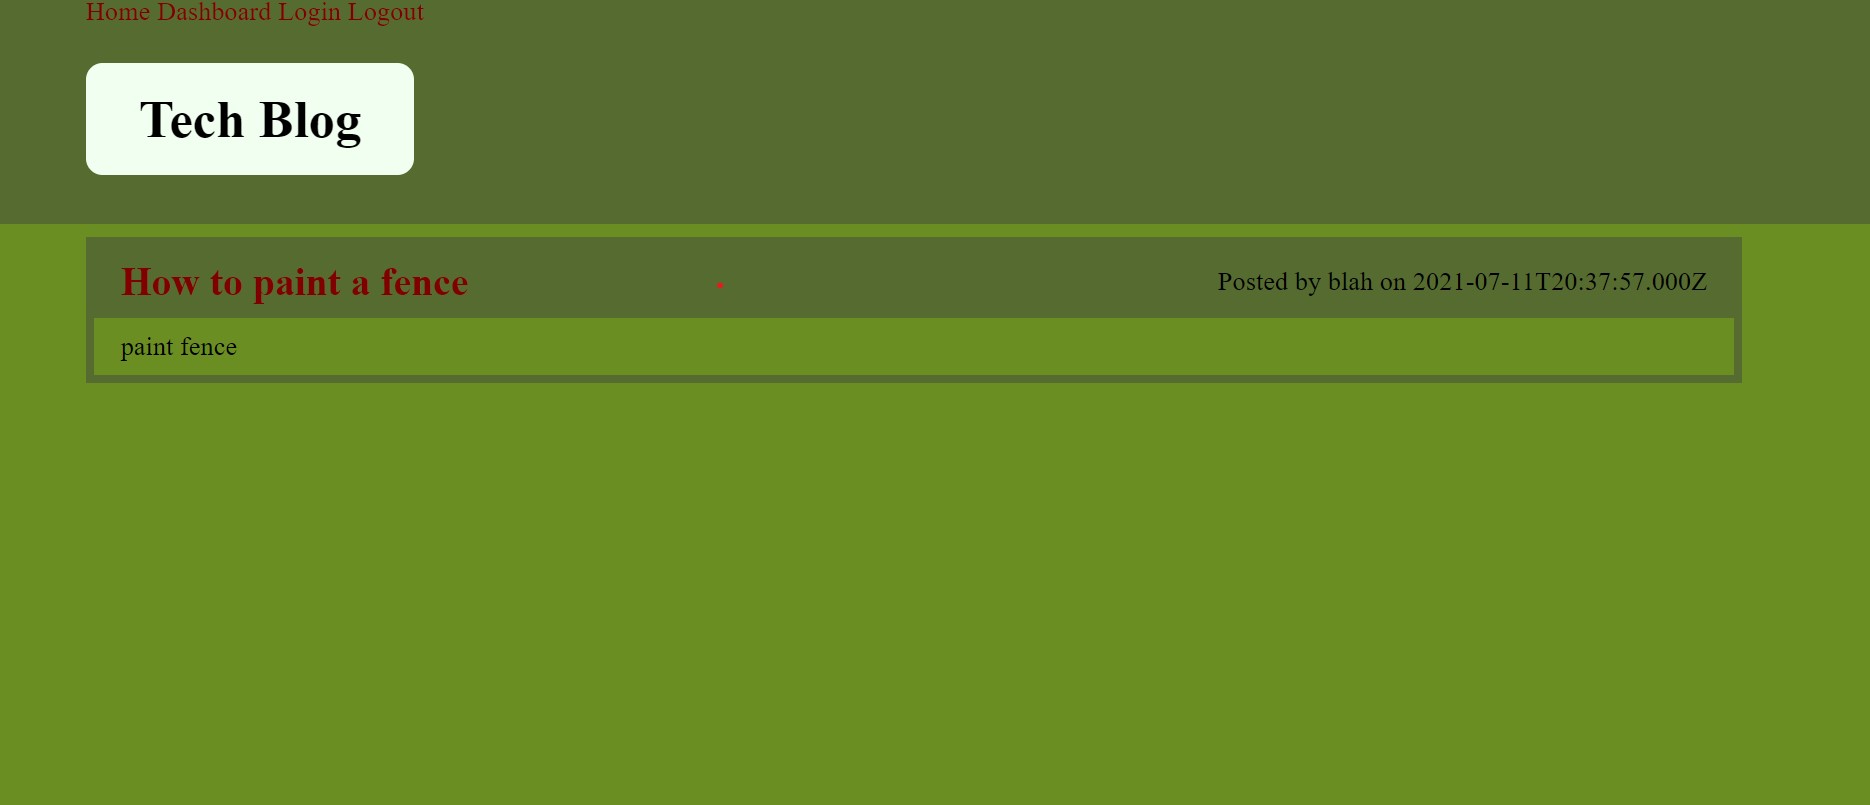 Home Dashboard Login Logout
Tech Blog
How to paint a fence
Posted by blah on 2021-07-11T20:37:57.000Z
paint fence